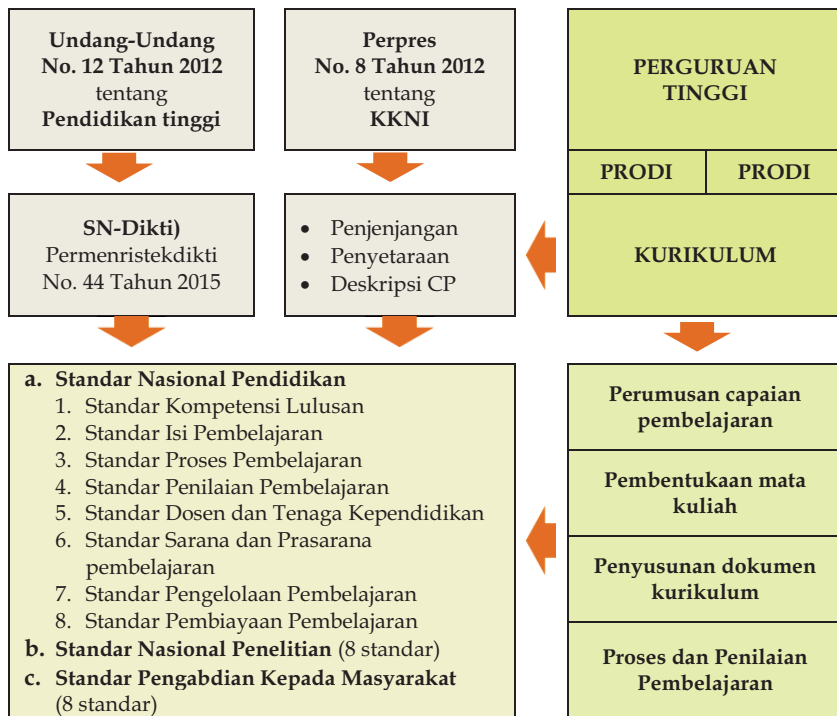 Undang-Undang
No. 12 Tahun 2012
tentang
Pendidikan tinggi
Perpres
No. 8 Tahun 2012
tentang
KKNI
PERGURUAN
TINGGI
PRODI
PRODI
SN-Dikti)
Permenristekdikti
No. 44 Tahun 2015
• Penjenjangan
• Penyetaraan
• Deskripsi CP
KURIKULUM
a. Standar Nasional Pendidikan
1. Standar Kompetensi Lulusan
2. Standar Isi Pembelajaran
3. Standar Proses Pembelajaran
4. Standar Penilaian Pembelajaran
5. Standar Dosen dan Tenaga Kependidikan
6. Standar Sarana dan Prasarana
pembelajaran
7. Standar Pengelolaan Pembelajaran
8. Standar Pembiayaan Pembelajaran
b. Standar Nasional Penelitian (8 standar)
c. Standar Pengabdian Kepada Masyarakat
(8 standar)
Perumusan capaian
pembelajaran
Pembentukaan mata
kuliah
Penyusunan dokumen
kurikulum
Proses dan Penilaian
Pembelajaran